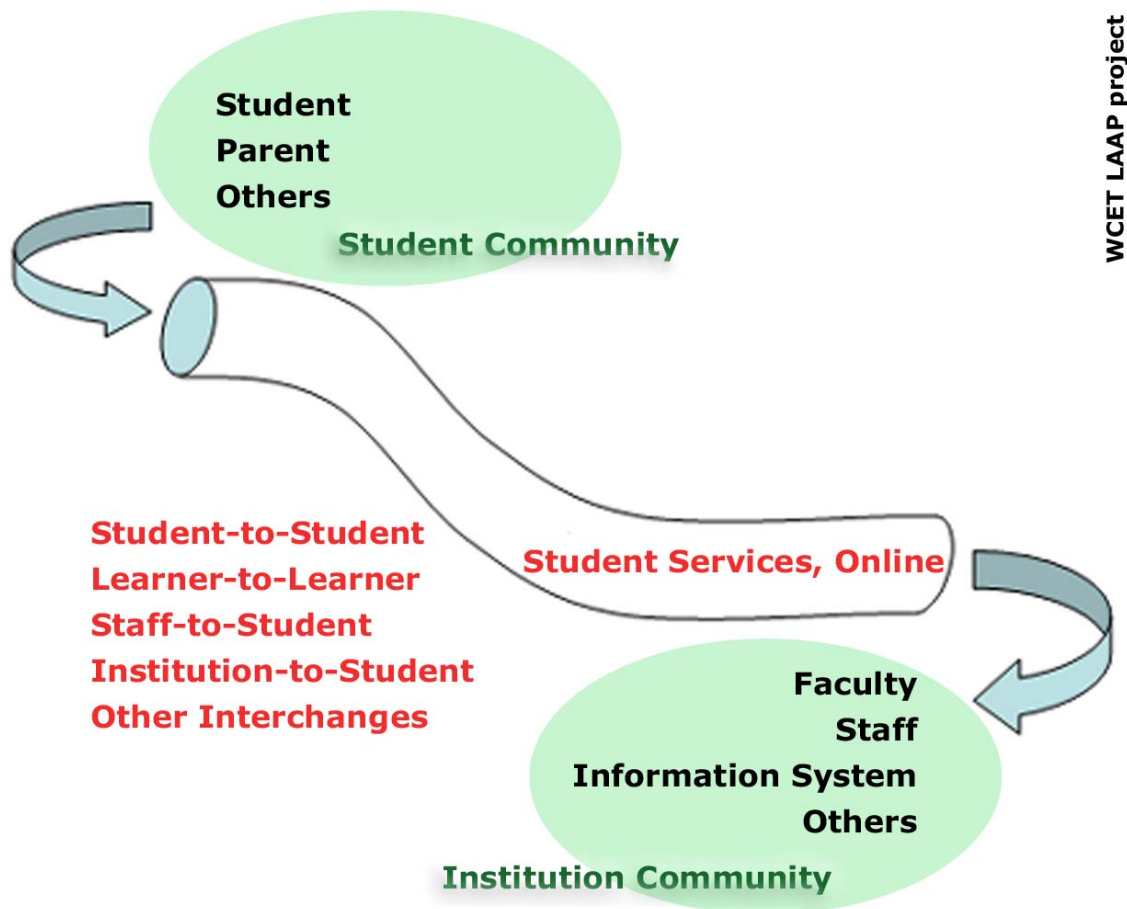 WCET LAAP project
Student
Parent
Others
Student Community
Student-to-Student
Learner-to-Learner
Staff-to-Student
Institution-to-Student
Other Interchanges
Student Services, Online
Faculty
Staff
Information System
Others
Institution Community